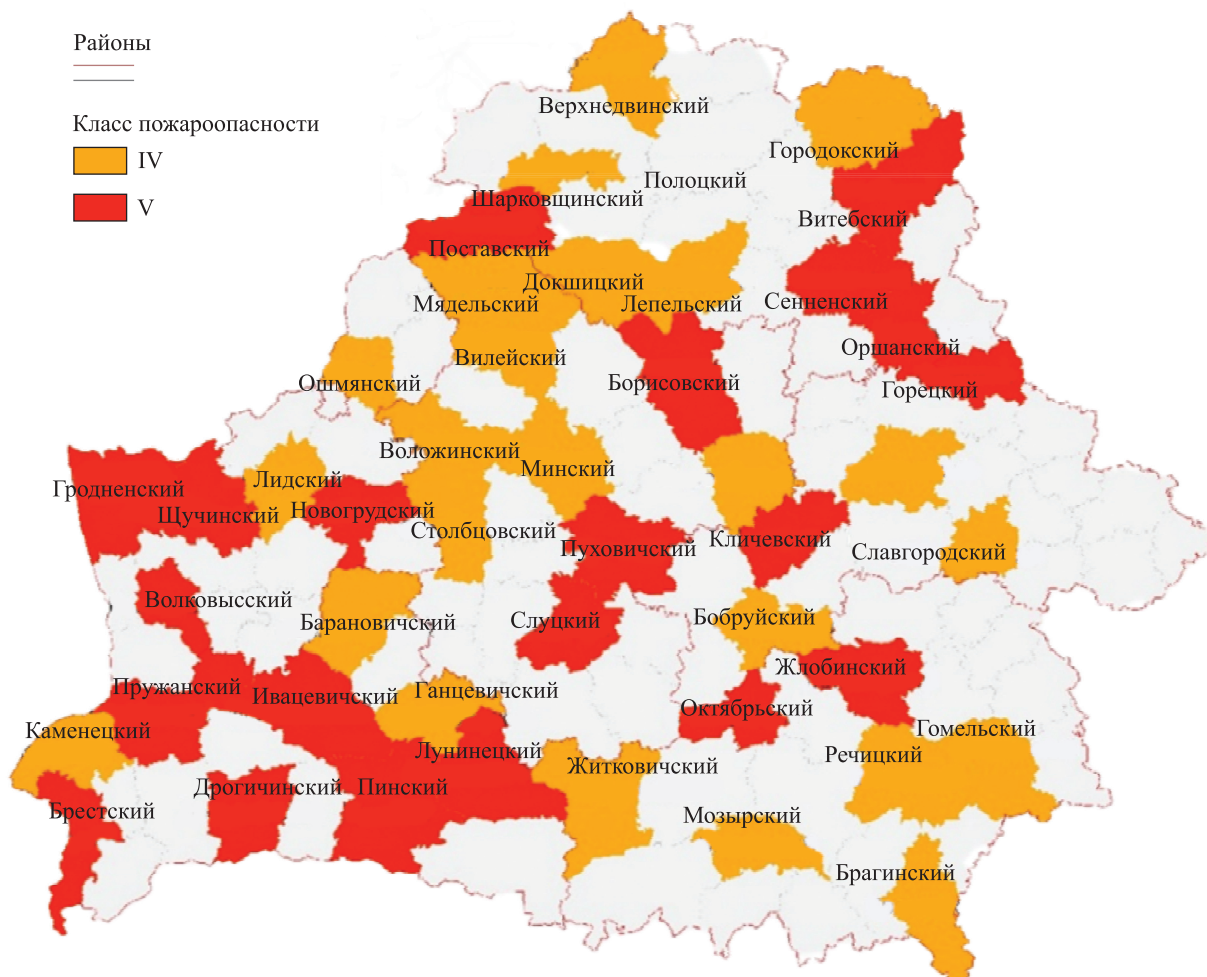 Районы
Класс пожароопасности
IV
V
Верхнедвинский
Городокский
Полоцкий
Шарковщинский
Витебский
Поставский
Докшицкий
Мядельский
Лепельский
Сенненский
Оршанский
Вилейский
Ошмянский
Борисовский
Горецкий
Воложинский
Минский
Лидский
Гродненский
Щучинский
Новогрудский
Столбцовский
Пуховичский
Кличевский
Славгородский
Волковысский
Барановичский
Слуцкий
Бобруйский
Жлобинский
Пружанский
Ивацевичский
Ганцевичский
Октябрьский
Каменецкий
Гомельский
Лунинецкий
Речицкий
Житковичский
Дрогичинский
Пинский
Брестский
Мозырский
Брагинский